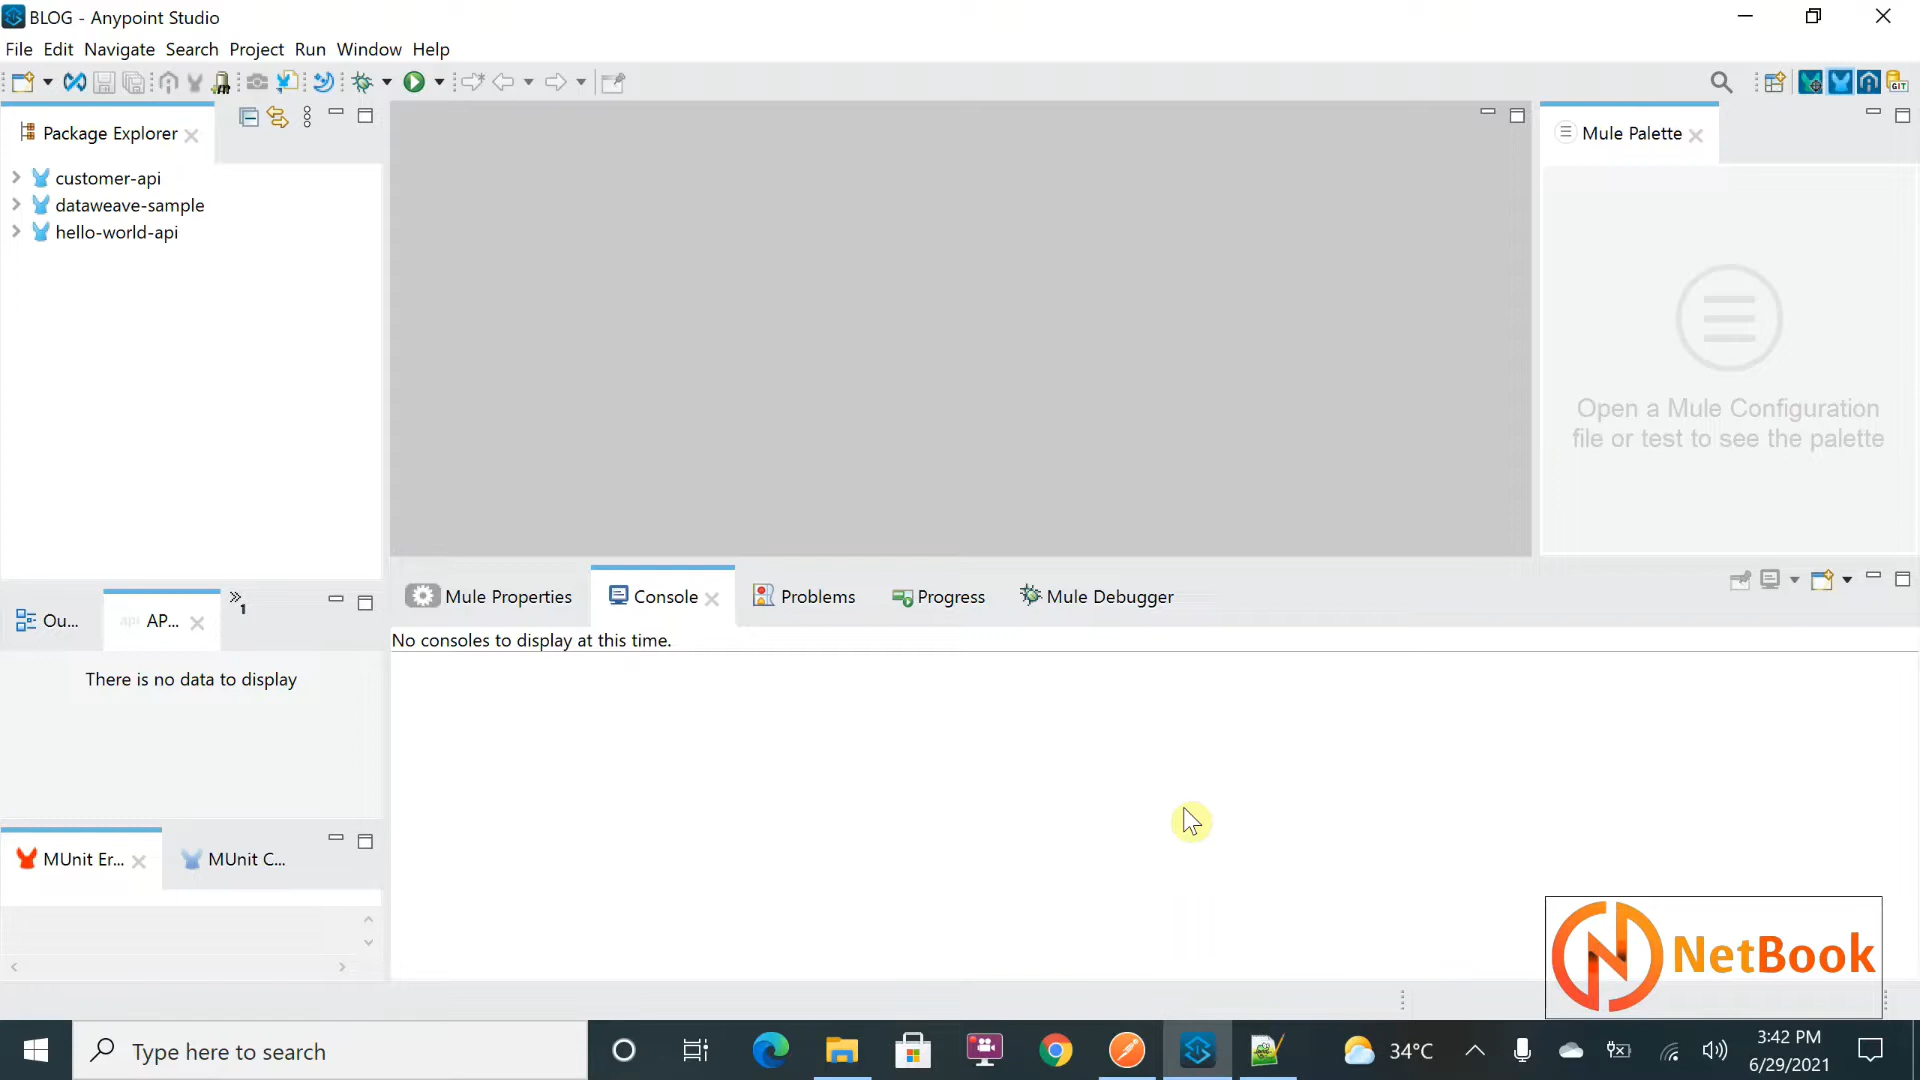 BLOG - Anypoint Studio
File Edit Navigate Search Project Run Window Help
GIT
Package Explorer
customer-api
dataweave-sample
hello-world-api
Mule Palette
Open a Mule Configuration
file or test to see the palette
Ou...
api AP...
1
There is no data to display
Mule Properties
Console
Problems
Progress
Mule Debugger
No consoles to display at this time.
MUnit Er...
MUnit C...
NetBook
Type here to search
34°C
3:42 PM
6/29/2021